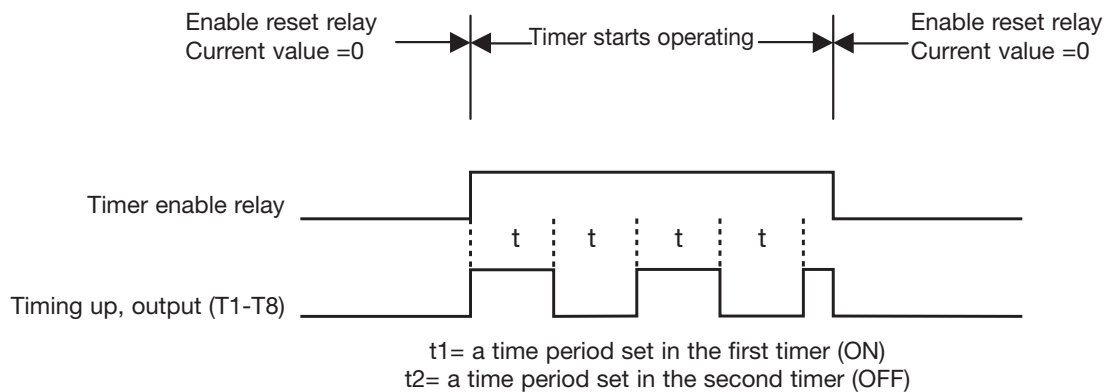 Enable reset relay
Current value =0
Timer starts operating
Enable reset relay
Current value =0
Timer enable relay
t t t t
Timing up, output (T1-T8)
t1= a time period set in the first timer (ON)
t2= a time period set in the second timer (OFF)